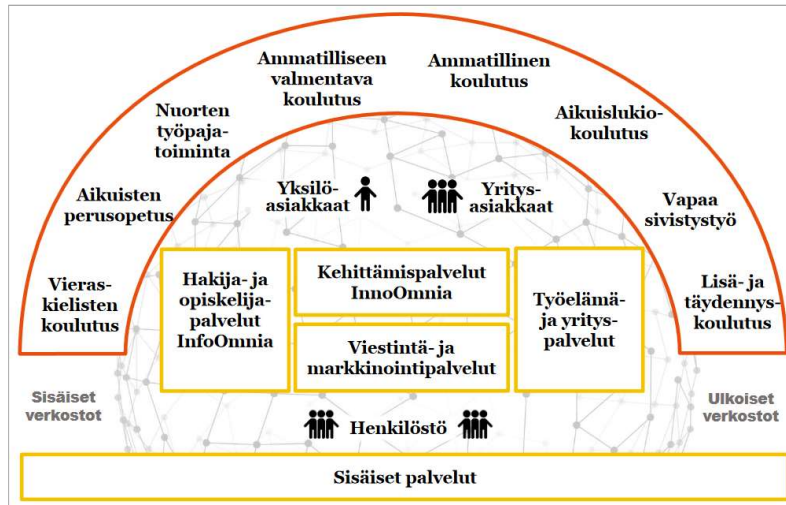 Ammatilliseen
valmentava
koulutus
Ammatillinen
koulutus
Nuorten
työpaja-
toiminta
Aikuislukio-
koulutus
Aikuisten
perusopetus
Yksilö-
asiakkaat
Yritys-
asiakkaat
Vapaa
sivistystyö
Vieras-
kielisten
koulutus
Hakija- ja
opiskelija-
palvelut
InfoOmnia
Kehittämispalvelut
InnoOmnia
Viestintä- ja
markkinointipalvelut
Työelämä-
ja yritys-
palvelut
Lisä- ja
täydennys-
koulutus
Sisäiset
verkostot
Henkilöstö
Ulkoiset
verkostot
Sisäiset palvelut